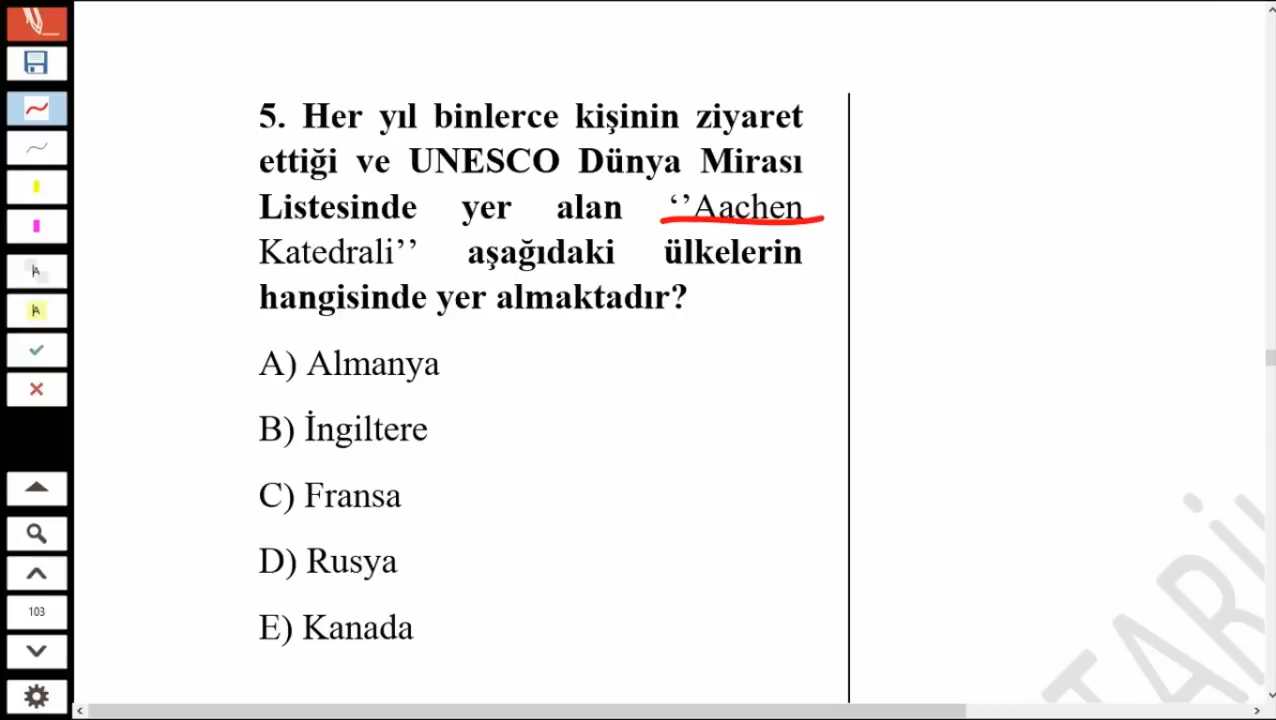 5. Her yıl binlerce kişinin ziyaret
ettiği ve UNESCO Dünya Mirası
Listesinde yer alan ‘’Aachen
Katedrali’’ aşağıdaki ülkelerin
hangisinde yer almaktadır?
A) Almanya
B) İngiltere
C) Fransa
D) Rusya
E) Kanada
103
TARİ